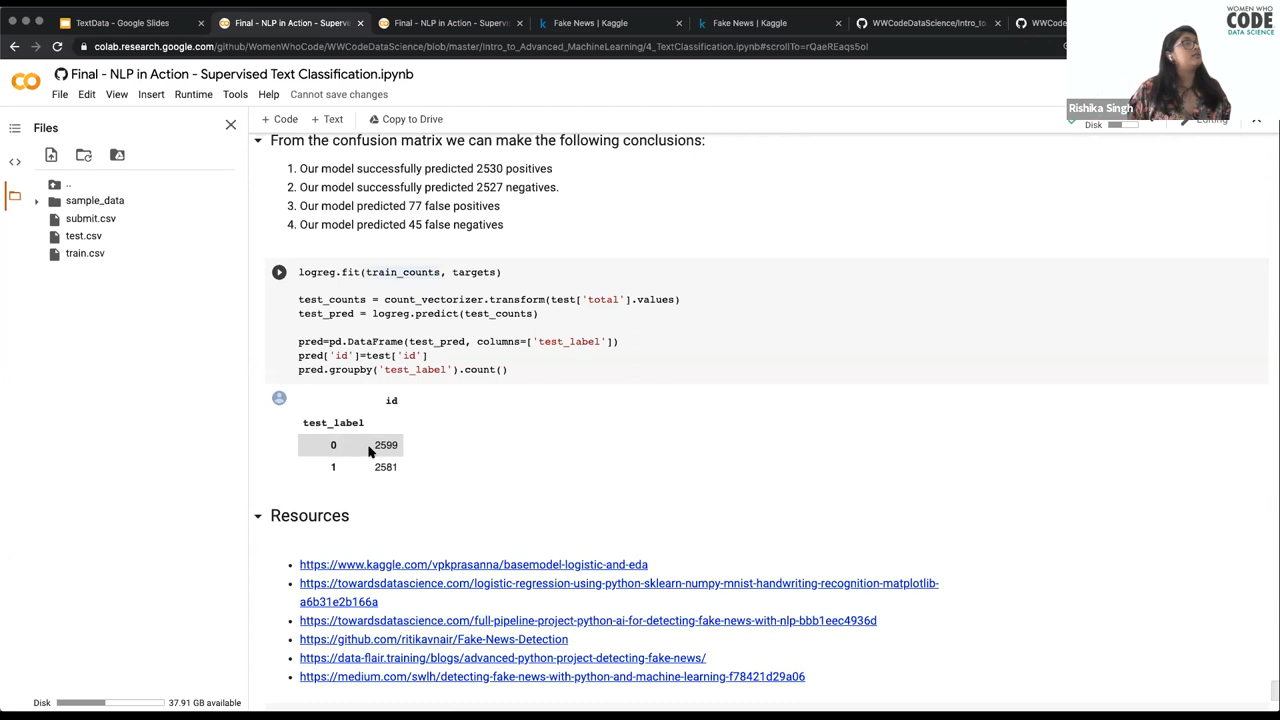 TextData - Google Slides
Final - NLP in Action - Supervis
Final - NLP in Action - Supervis
Fake News | Kaggle
Fake News | Kaggle
WWCodeDataScience/Intro_to
WWCod
WOMEN WHO
CODE
DATA SCIENCE
colab.research.google.com/github/WomenWhoCode/WWCodeDataScience/blob/master/Intro_to_Advanced_MachineLearning/4_TextClassification.ipynb#scrollTo=rQaeREaqs5ol
Final - NLP in Action - Supervised Text Classification.ipynb
File Edit View Insert Runtime Tools Help Cannot save changes
Rishika Singh
Disk
Editing
Files
+ Code + Text Copy to Drive
..
sample_data
submit.csv
test.csv
train.csv
From the confusion matrix we can make the following conclusions:
1. Our model successfully predicted 2530 positives
2. Our model successfully predicted 2527 negatives.
3. Our model predicted 77 false positives
4. Our model predicted 45 false negatives
logreg.fit(train_counts, targets)
test_counts = count_vectorizer.transform(test['total'].values)
test_pred = logreg.predict(test_counts)
pred=pd.DataFrame(test_pred, columns=['test_label'])
pred['id']=test['id']
pred.groupby('test_label').count()
id
test_label
0 2599
1 2581
Resources
https://www.kaggle.com/vpkprasanna/basemodel-logistic-and-eda
https://towardsdatascience.com/logistic-regression-using-python-sklearn-numpy-mnist-handwriting-recognition-matplotlib-
a6b31e2b166a
https://towardsdatascience.com/full-pipeline-project-python-ai-for-detecting-fake-news-with-nlp-bbb1eec4936d
https://github.com/ritikavnair/Fake-News-Detection
https://data-flair.training/blogs/advanced-python-project-detecting-fake-news/
https://medium.com/swlh/detecting-fake-news-with-python-and-machine-learning-f78421d29a06
Disk 37.91 GB available